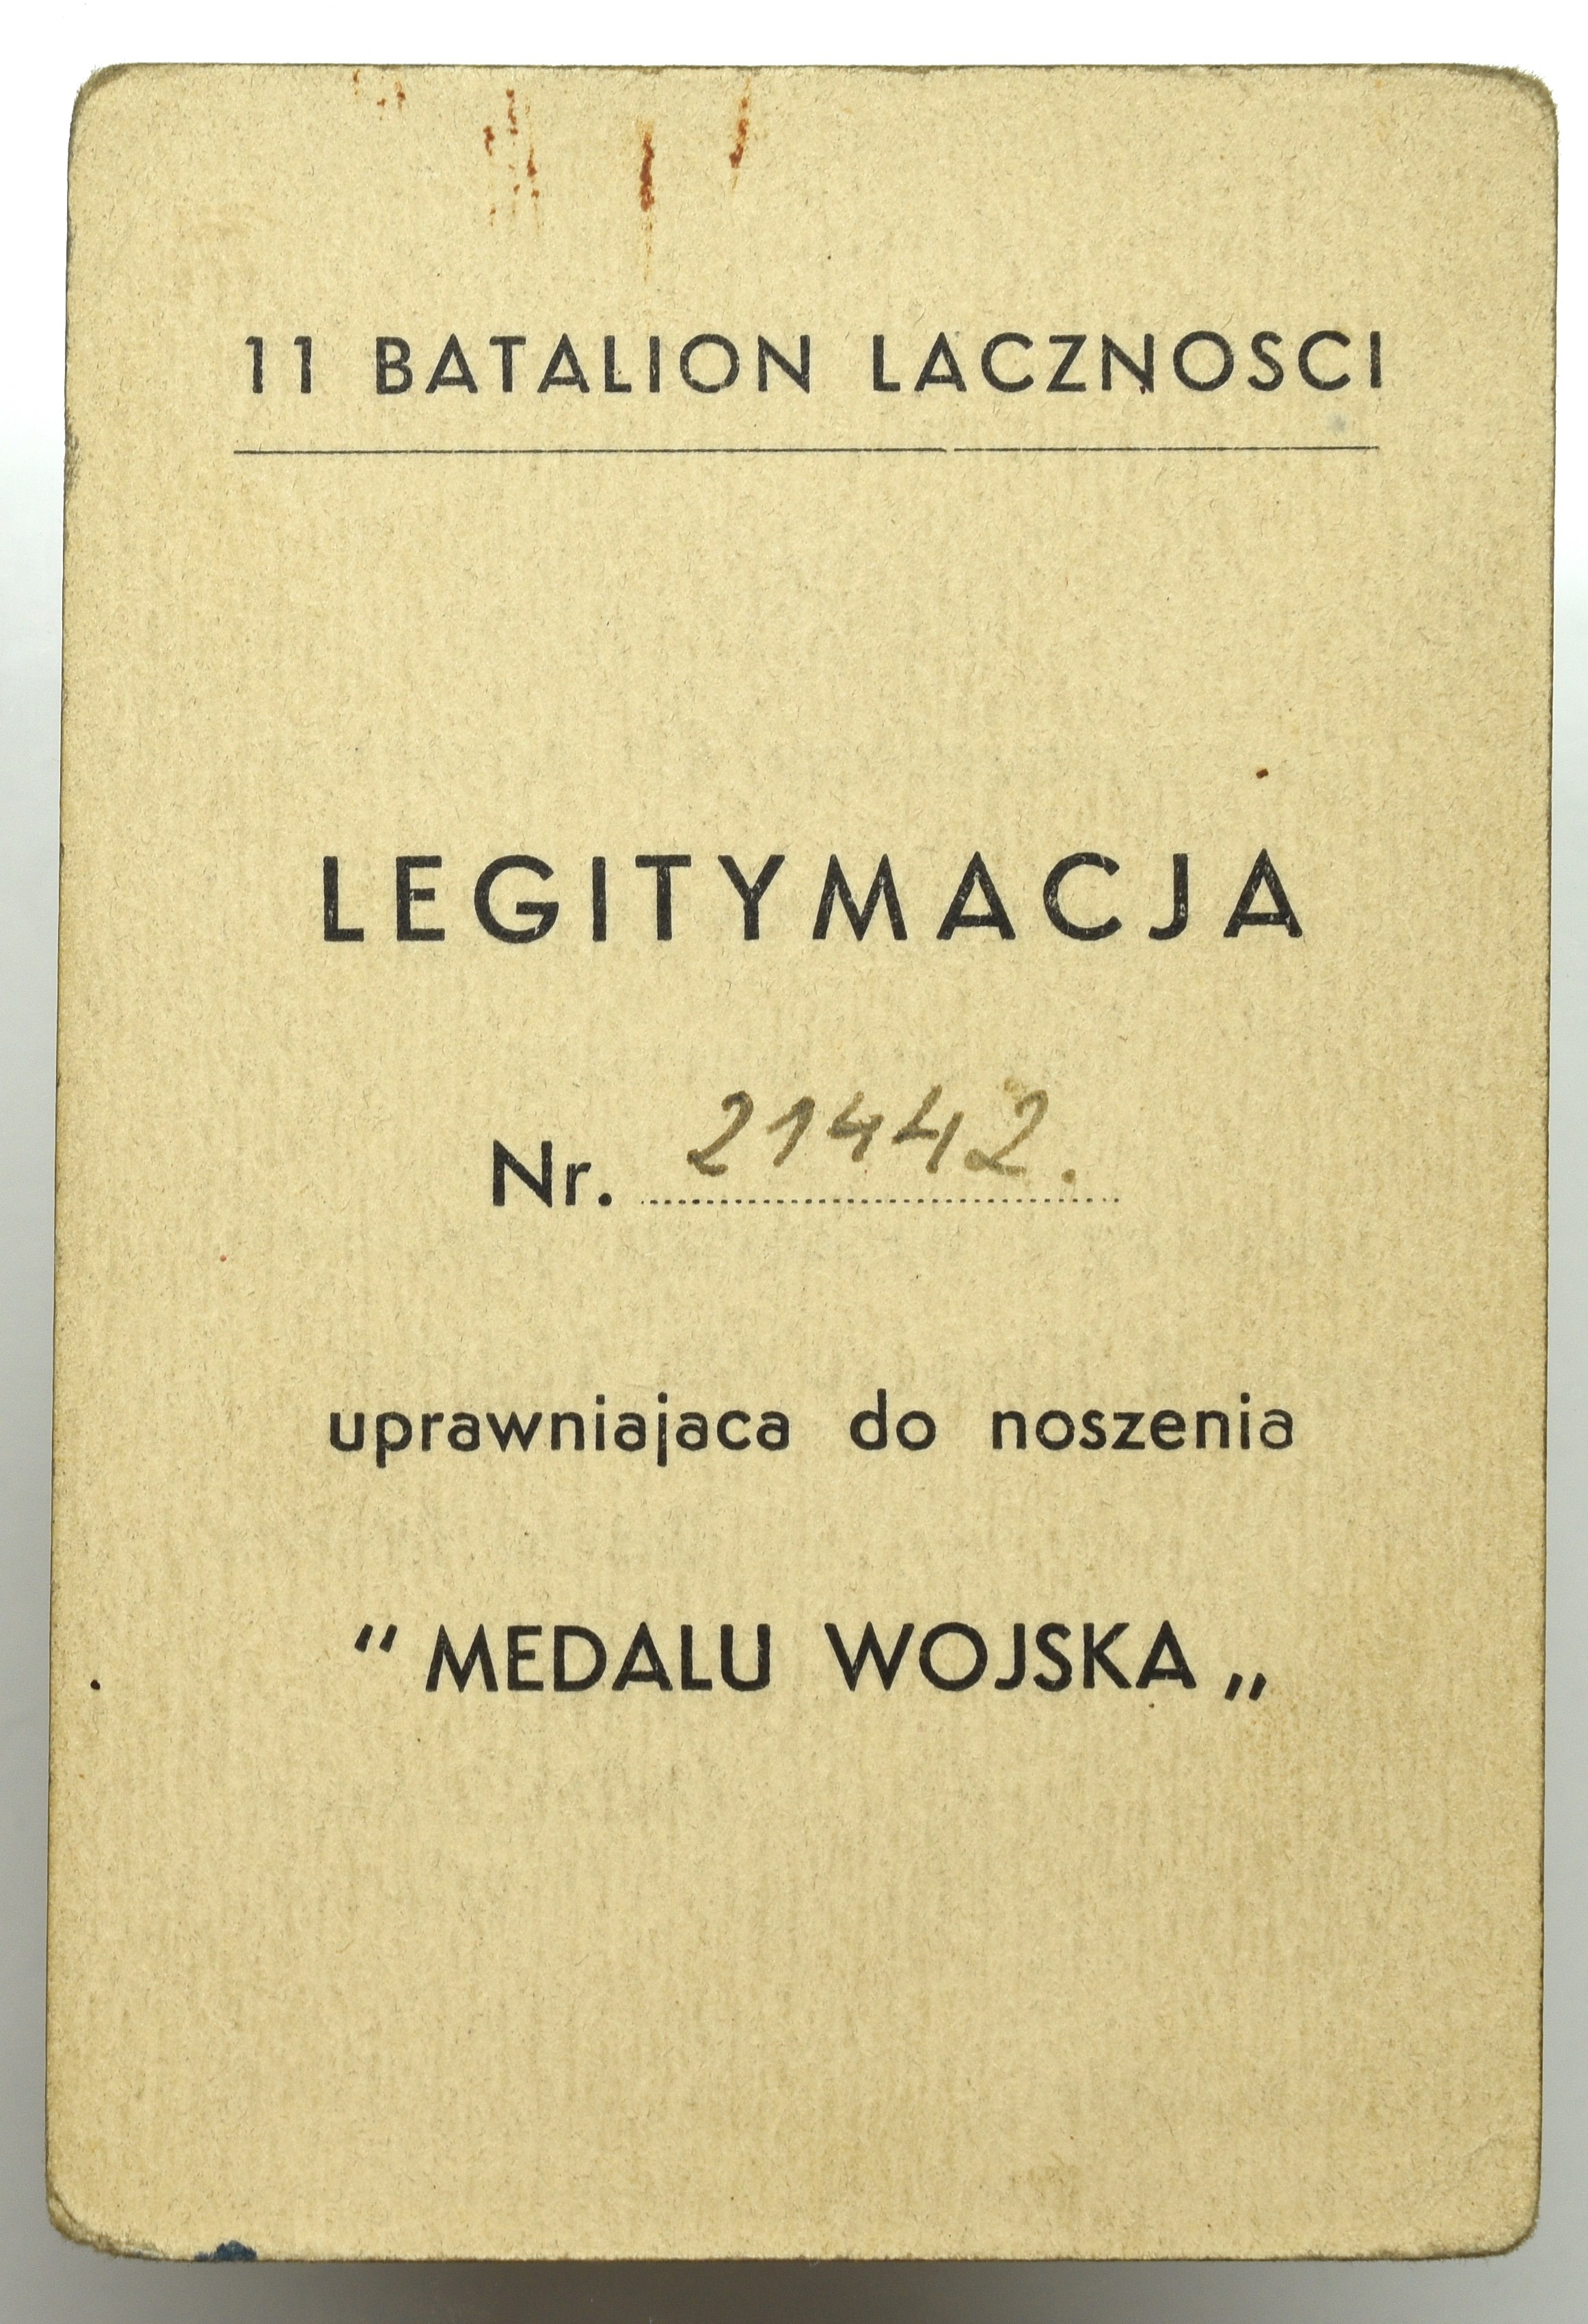 11 BATALION LACZNOSCI
LEGITYMACJA
Nr. 21442.
uprawniajaca do noszenia
“MEDALU WOJSKA„